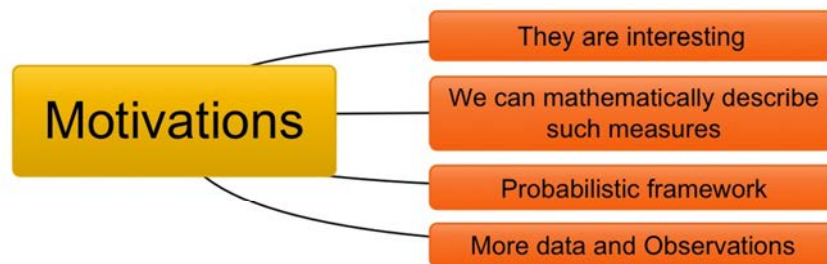 Motivations
They are interesting
We can mathematically describe
such measures
Probabilistic framework
More data and Observations